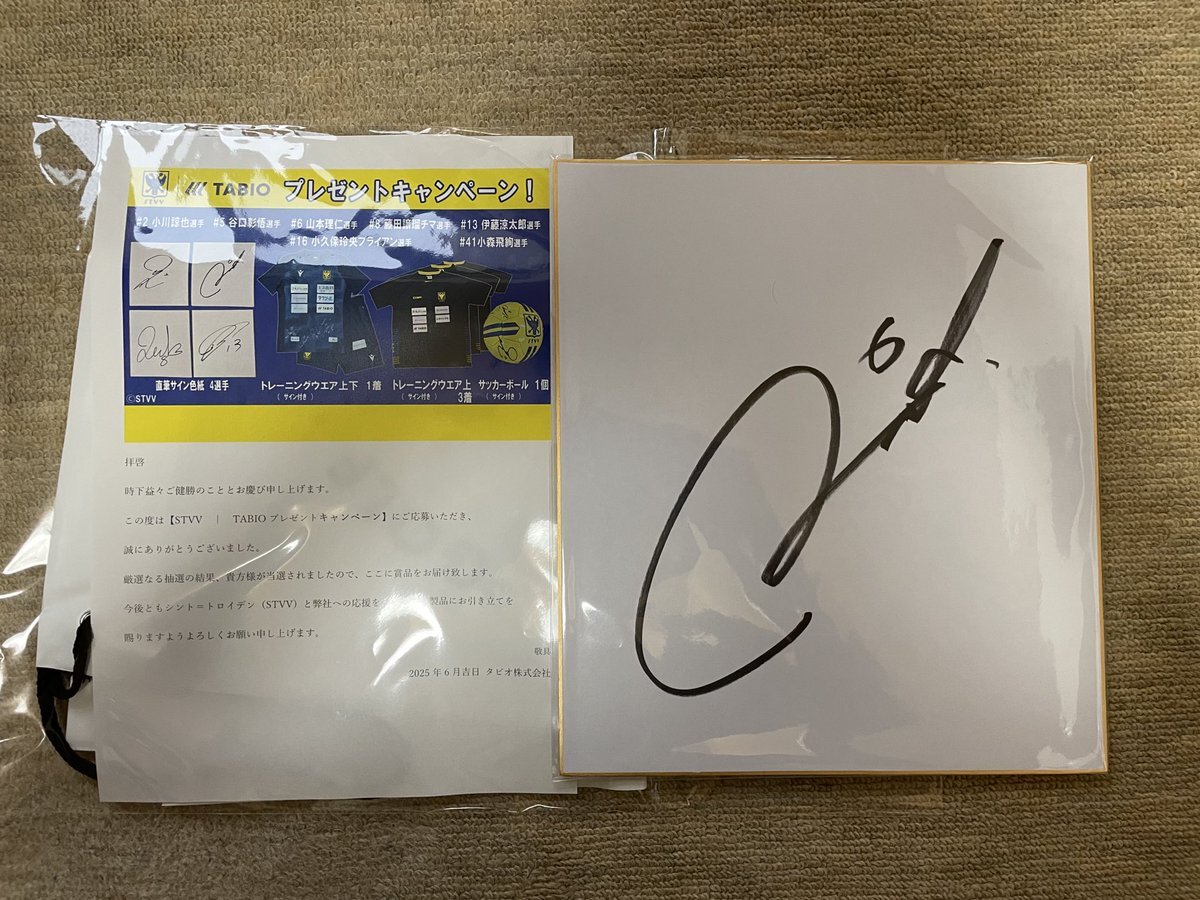 STVV
TABIO プレゼントキャンペーン！
#2 小川諒也選手 #5 谷口彰悟選手 #6 山本理仁選手 #8 藤田譲瑠チマ選手 #13 伊藤涼太郎選手
#16 小久保玲央ブライアン選手 #41小森飛絢選手
13
直筆サイン色紙 4選手
トレーニングウエア上下 1着
（ サイン付き ）
トレーニングウエア上 3着
（ サイン付き ）
サッカーボール 1個
（ サイン付き ）
©STVV
拝啓
時下益々ご健勝のこととお慶び申し上げます。
この度は【STVV | TABIO プレゼントキャンペーン】にご応募いただき、
誠にありがとうございました。
厳選なる抽選の結果、貴方様が当選されましたので、ここに賞品をお届け致します。
今後ともシント＝トロイデン（STVV）と弊社への応援を 製品にお引き立てを
賜りますようよろしくお願い申し上げます。
敬具
2025 年 6 月吉日 タビオ株式会社
6